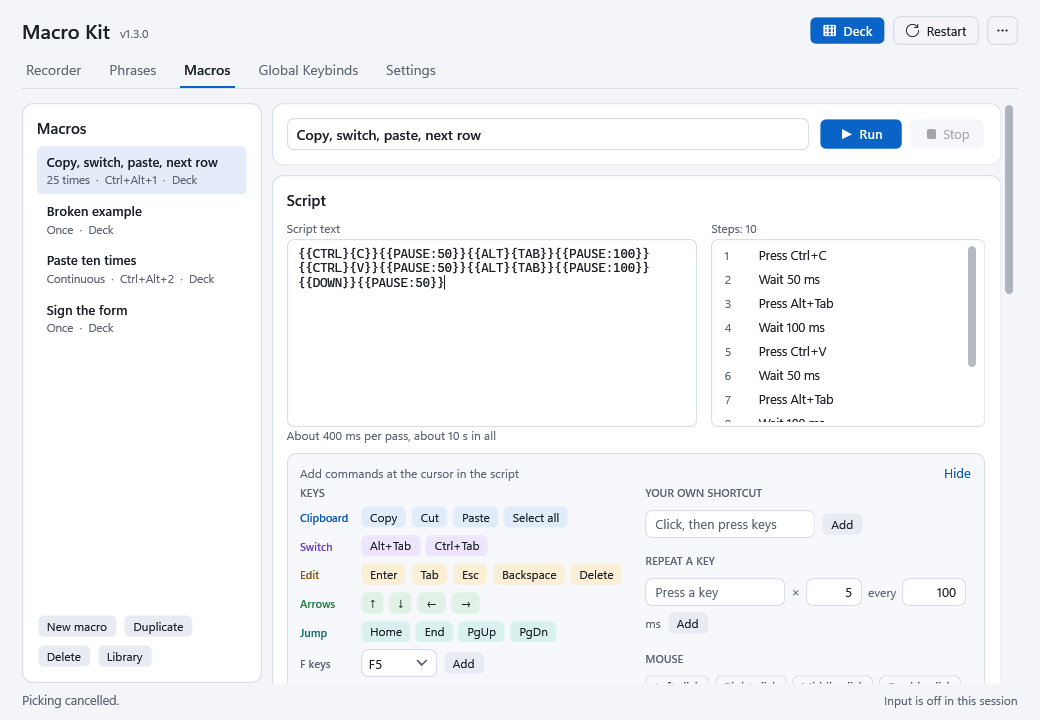 Macro Kit v1.3.0
Deck
Restart
...
Recorder
Phrases
Macros
Global Keybinds
Settings
Macros
Copy, switch, paste, next row
25 times · Ctrl+Alt+1 · Deck
Broken example
Once · Deck
Paste ten times
Continuous · Ctrl+Alt+2 · Deck
Sign the form
Once · Deck
New macro
Duplicate
Delete
Library
Copy, switch, paste, next row
Run
Stop
Script
Script text
{{CTRL}{C}}{{PAUSE:50}}{{ALT}{TAB}}{{PAUSE:100}}
{{CTRL}{V}}{{PAUSE:50}}{{ALT}{TAB}}{{PAUSE:100}}
{{DOWN}}{{PAUSE:50}}
About 400 ms per pass, about 10 s in all
Steps: 10
1 Press Ctrl+C
2 Wait 50 ms
3 Press Alt+Tab
4 Wait 100 ms
5 Press Ctrl+V
6 Wait 50 ms
7 Press Alt+Tab
8 Wait 100 ms
Add commands at the cursor in the script
Hide
KEYS
Clipboard Copy Cut Paste Select all
Switch Alt+Tab Ctrl+Tab
Edit Enter Tab Esc Backspace Delete
Arrows ↑ ↓ ← →
Jump Home End PgUp PgDn
F keys F5 Add
YOUR OWN SHORTCUT
Click, then press keys Add
REPEAT A KEY
Press a key × 5 every 100
ms Add
MOUSE
Picking cancelled.
Input is off in this session